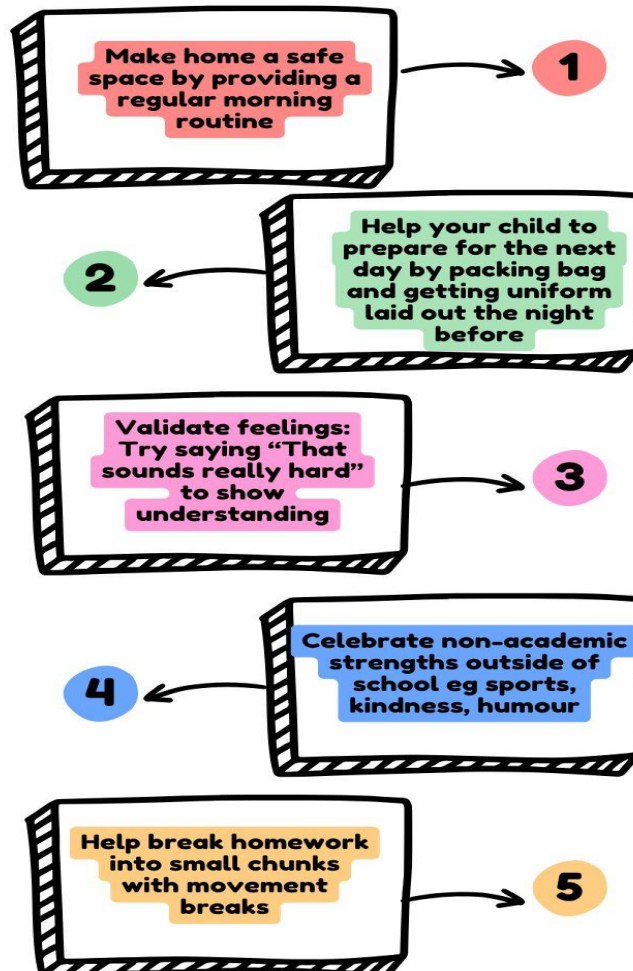 Make home a safe
space by providing a
regular morning
routine
1
Help your child to
prepare for the next
day by packing bag
and getting uniform
laid out the night
before
2
Validate feelings:
Try saying “That
sounds really hard”
to show
understanding
3
Celebrate non-academic
strengths outside of
school eg sports,
kindness, humour
4
Help break homework
into small chunks
with movement
breaks
5